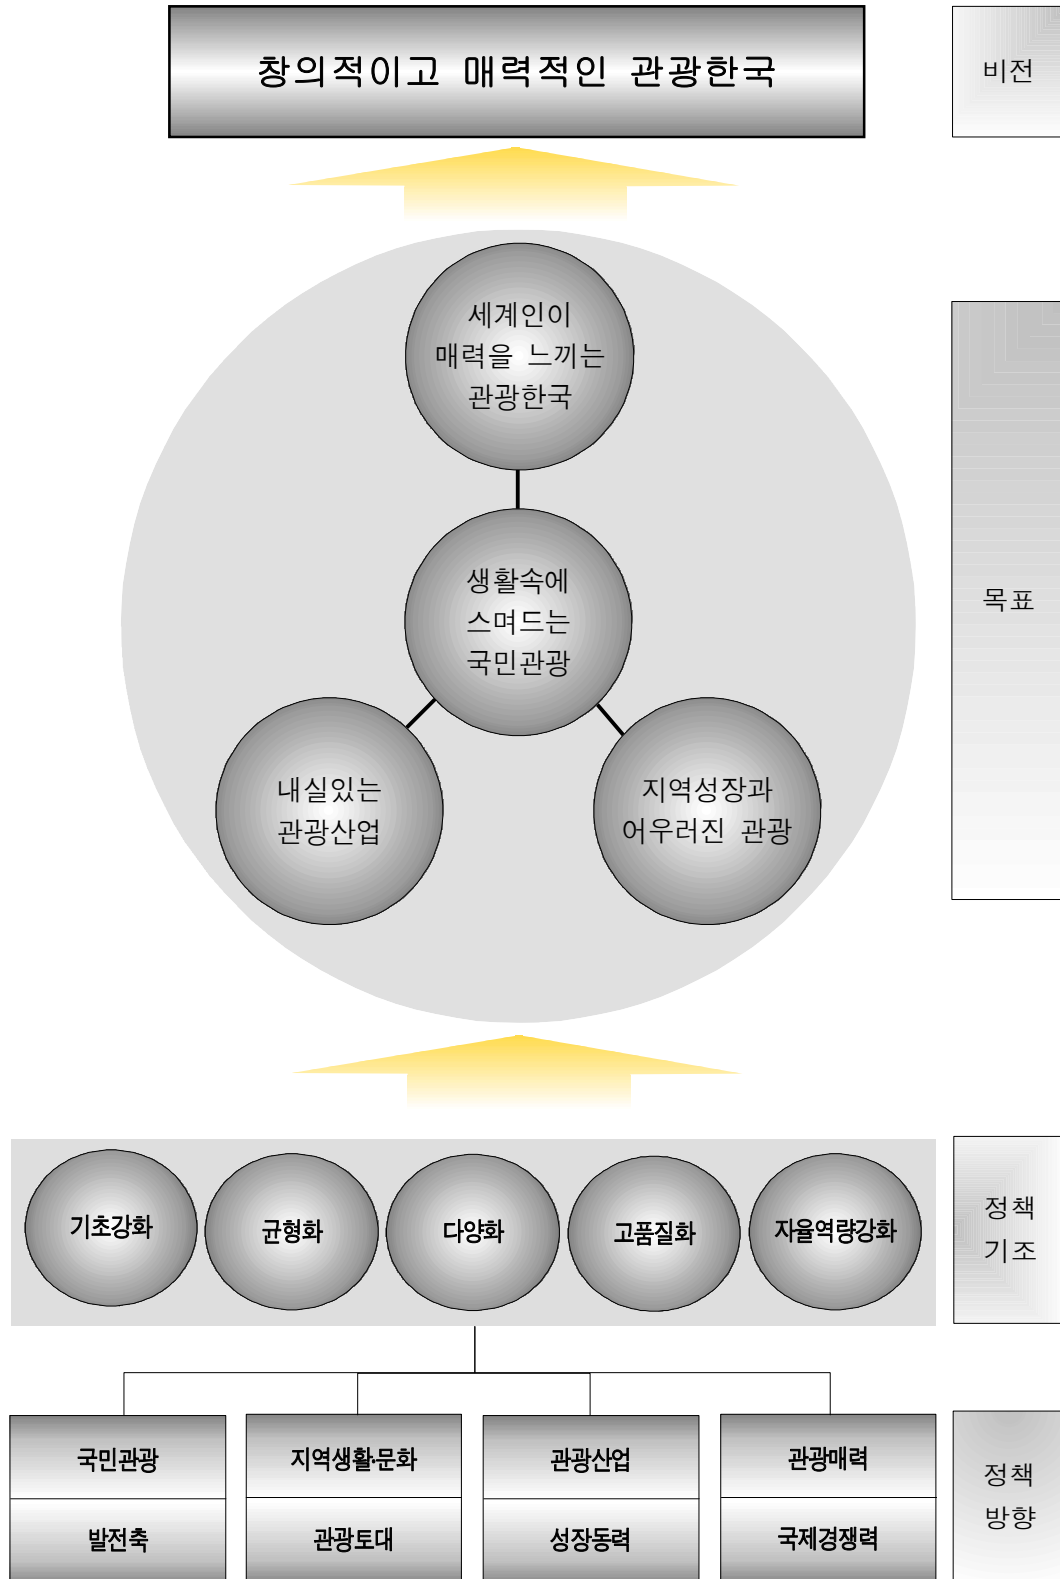 창의적이고 매력적인 관광한국
비전
세계인이
매력을 느끼는
관광한국
생활속에
스며드는
국민관광
목표
내실있는
관광산업
지역성장과
어우러진 관광
기초강화
균형화
다양화
고품질화
자율역량강화
정책
기조
국민관광
지역생활·문화
관광산업
관광매력
발전축
관광토대
성장동력
국제경쟁력
정책
방향